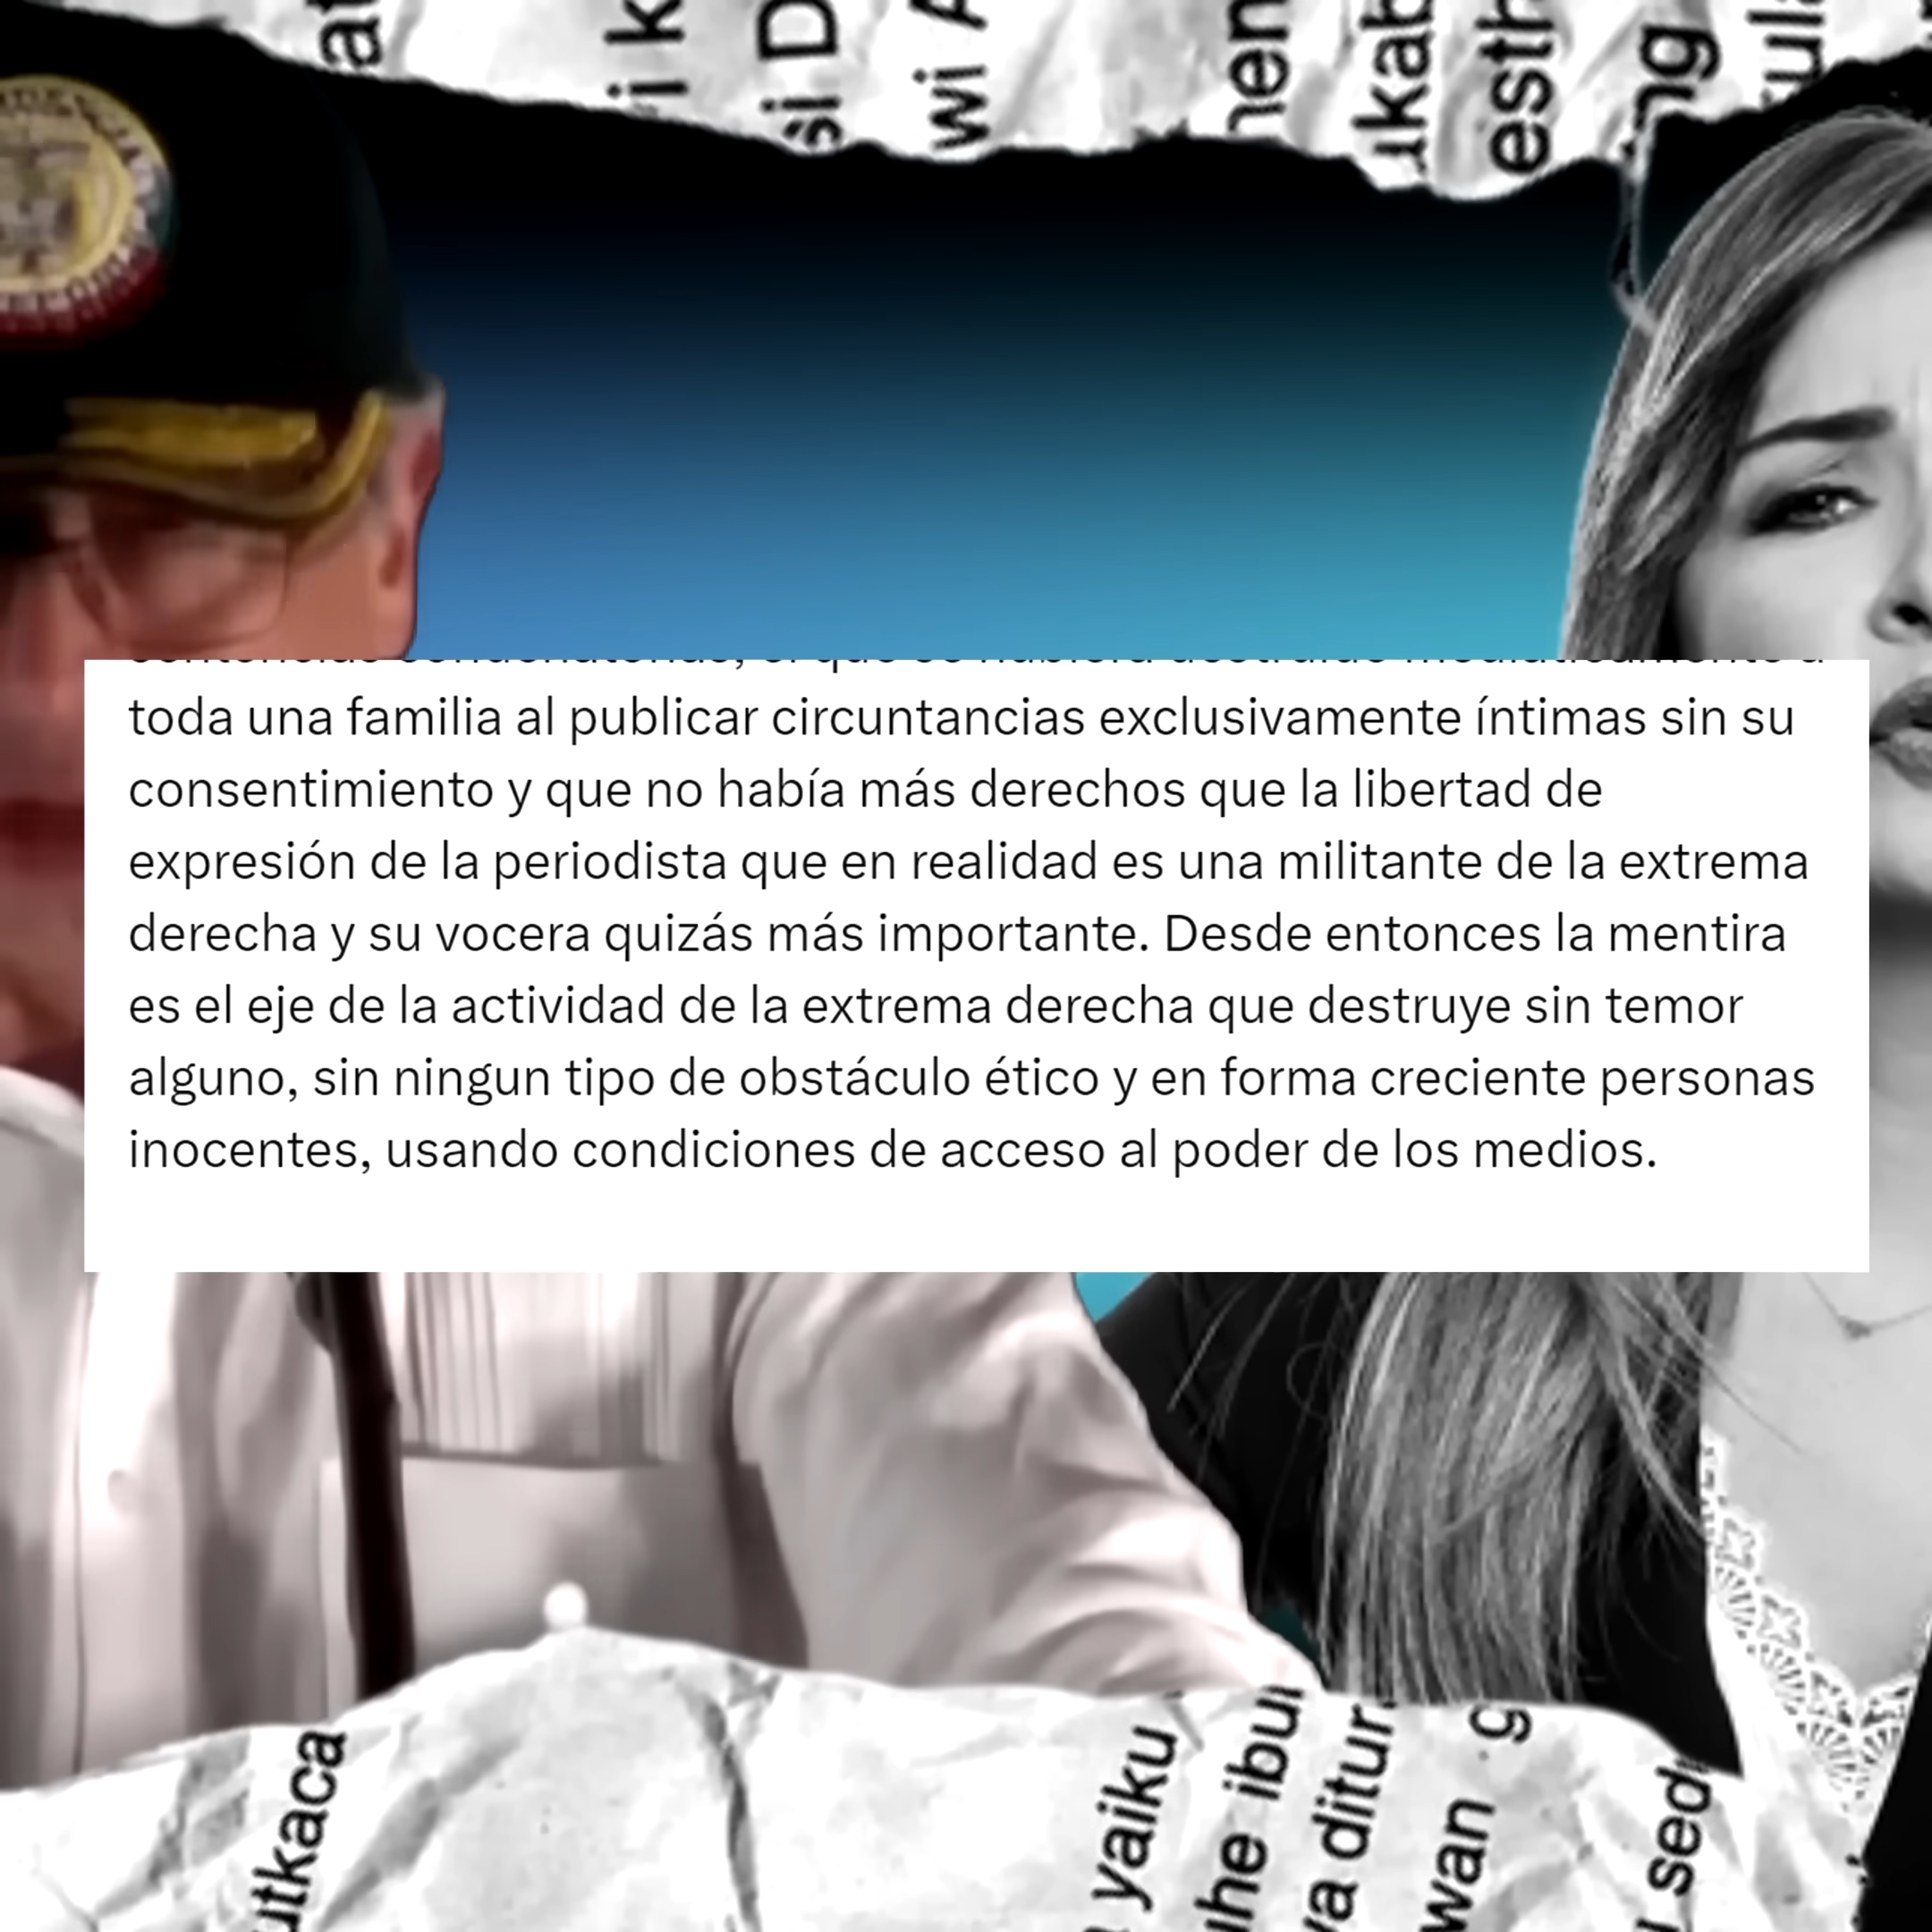 toda una familia al publicar circuntancias exclusivamente íntimas sin su
consentimiento y que no había más derechos que la libertad de
expresión de la periodista que en realidad es una militante de la extrema
derecha y su vocera quizás más importante. Desde entonces la mentira
es el eje de la actividad de la extrema derecha que destruye sin temor
alguno, sin ningun tipo de obstáculo ético y en forma creciente personas
inocentes, usando condiciones de acceso al poder de los medios.
yaiku